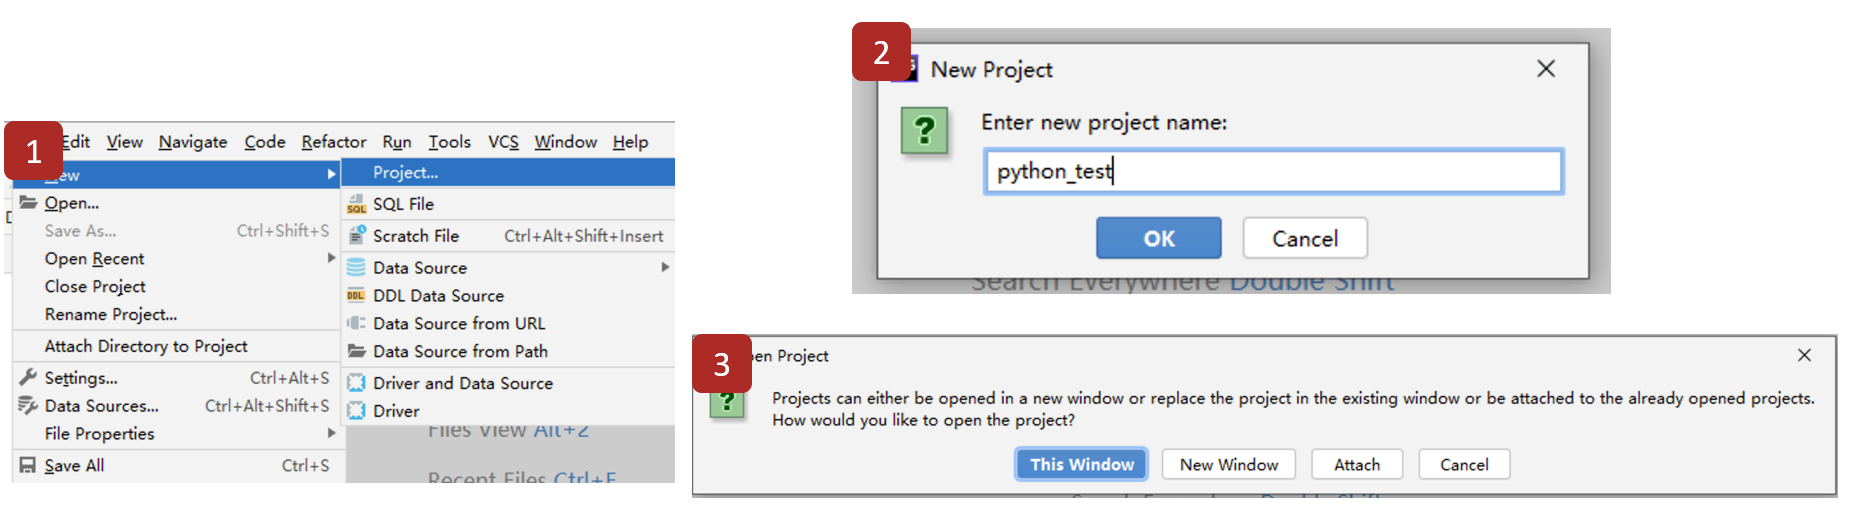 1
Edit View Navigate Code Refactor Run Tools VCS Window Help
New
Open...
Save As... Ctrl+Shift+S
Open Recent
Close Project
Rename Project...
Attach Directory to Project
Settings... Ctrl+Alt+S
Data Sources... Ctrl+Alt+Shift+S
File Properties
Save All Ctrl+S
Project...
SQL File
Scratch File Ctrl+Alt+Shift+Insert
Data Source
DDL Data Source
Data Source from URL
Data Source from Path
Driver and Data Source
Driver
Files View Alt+2
Recent Files Ctrl+E
2
New Project
Enter new project name:
python_test
OK Cancel
Search Everywhere Double Shift
3
Open Project
Projects can either be opened in a new window or replace the project in the existing window or be attached to the already opened projects.
How would you like to open the project?
This Window New Window Attach Cancel